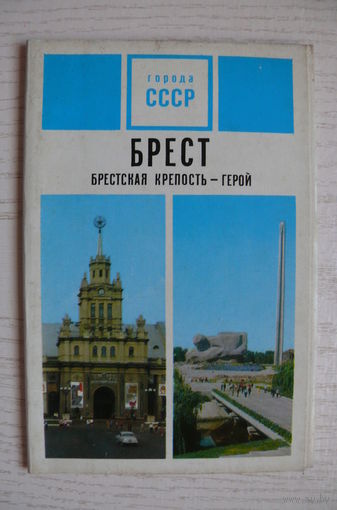 города
СССР
БРЕСТ
БРЕСТСКАЯ КРЕПОСТЬ – ГЕРОЙ